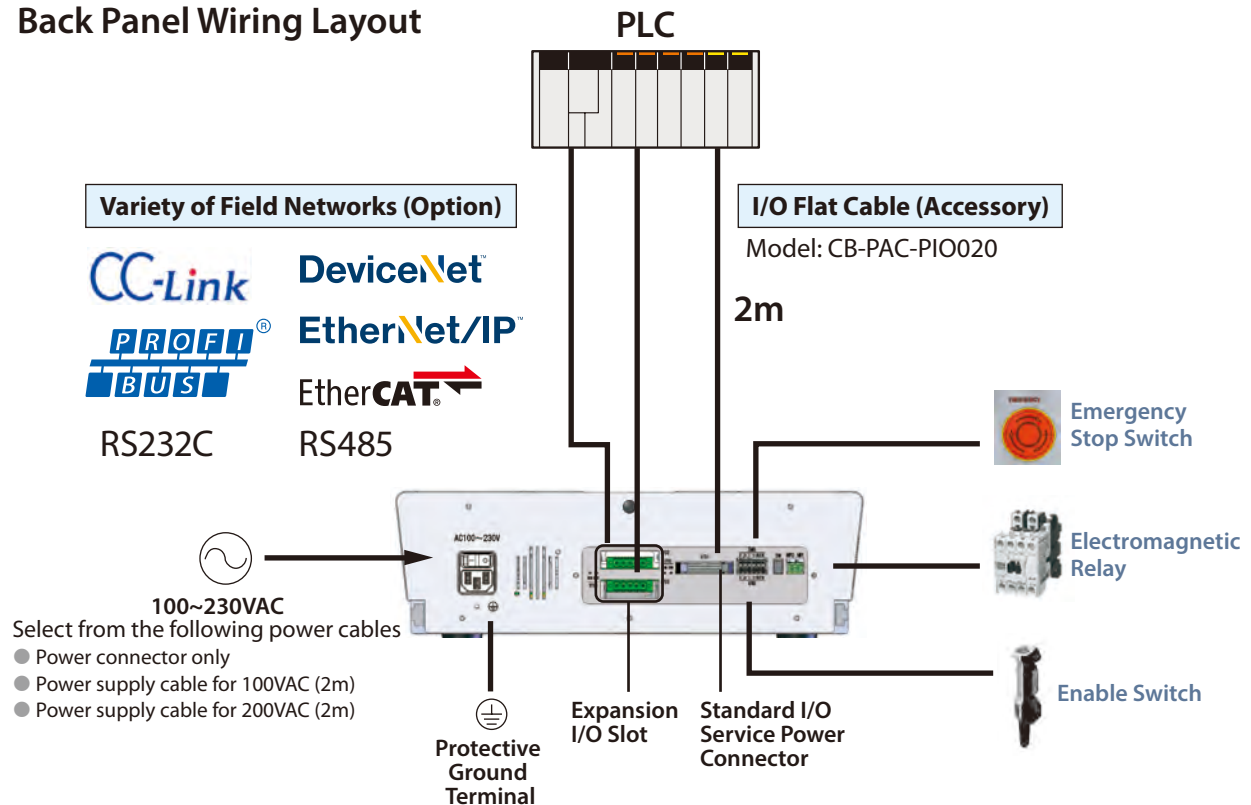 Back Panel Wiring Layout
PLC
Variety of Field Networks (Option)
I/O Flat Cable (Accessory)
Model: CB-PAC-PIO020
CC-Link
DeviceNet™
2m
PROFI®
BUS
EtherNet/IP™
EtherCAT®
RS232C
RS485
Emergency
Stop Switch
AC100~230V
Electromagnetic
Relay
100~230VAC
Select from the following power cables
● Power connector only
● Power supply cable for 100VAC (2m)
● Power supply cable for 200VAC (2m)
Protective
Ground
Terminal
Expansion
I/O Slot
Standard I/O
Service Power
Connector
Enable Switch